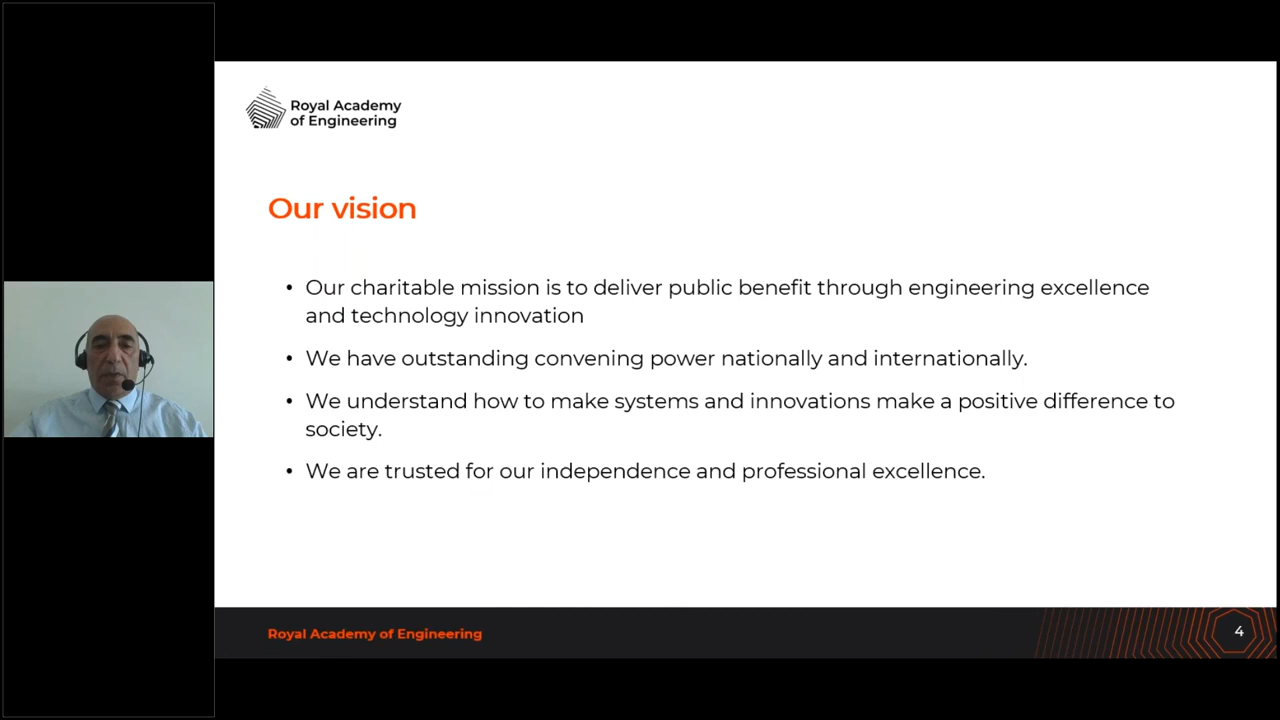 Royal Academy
of Engineering
Our vision
• Our charitable mission is to deliver public benefit through engineering excellence
and technology innovation
• We have outstanding convening power nationally and internationally.
• We understand how to make systems and innovations make a positive difference to
society.
• We are trusted for our independence and professional excellence.
Royal Academy of Engineering
4